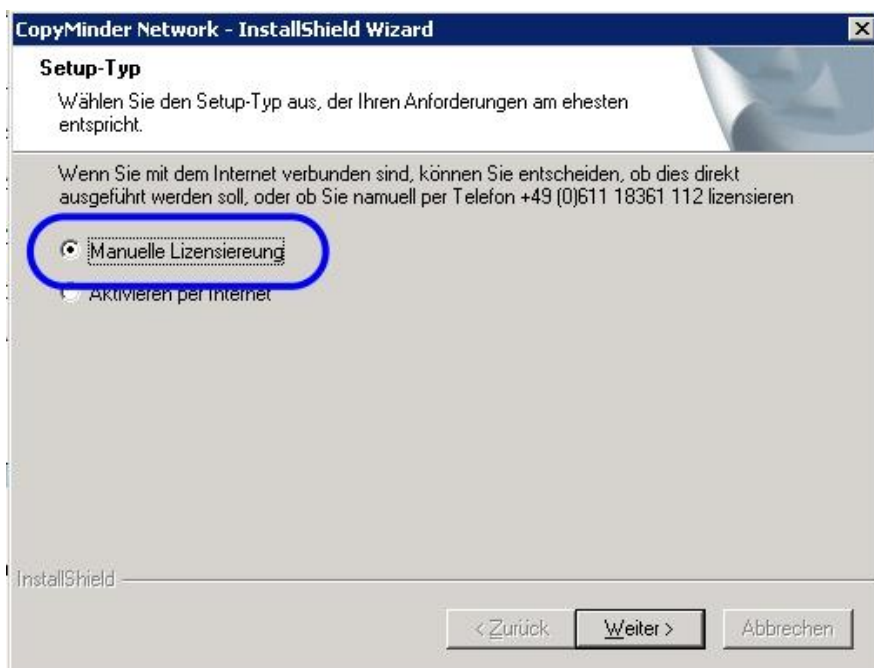 CopyMinder Network - InstallShield Wizard
Setup-Typ
Wählen Sie den Setup-Typ aus, der Ihren Anforderungen am ehesten
entspricht.
Wenn Sie mit dem Internet verbunden sind, können Sie entscheiden, ob dies direkt
ausgeführt werden soll, oder ob Sie namuell per Telefon +49 (0)611 18361 112 lizensieren
Manuelle Lizensiereung
Aktivieren per Internet
InstallShield
< Zurück
Weiter >
Abbrechen